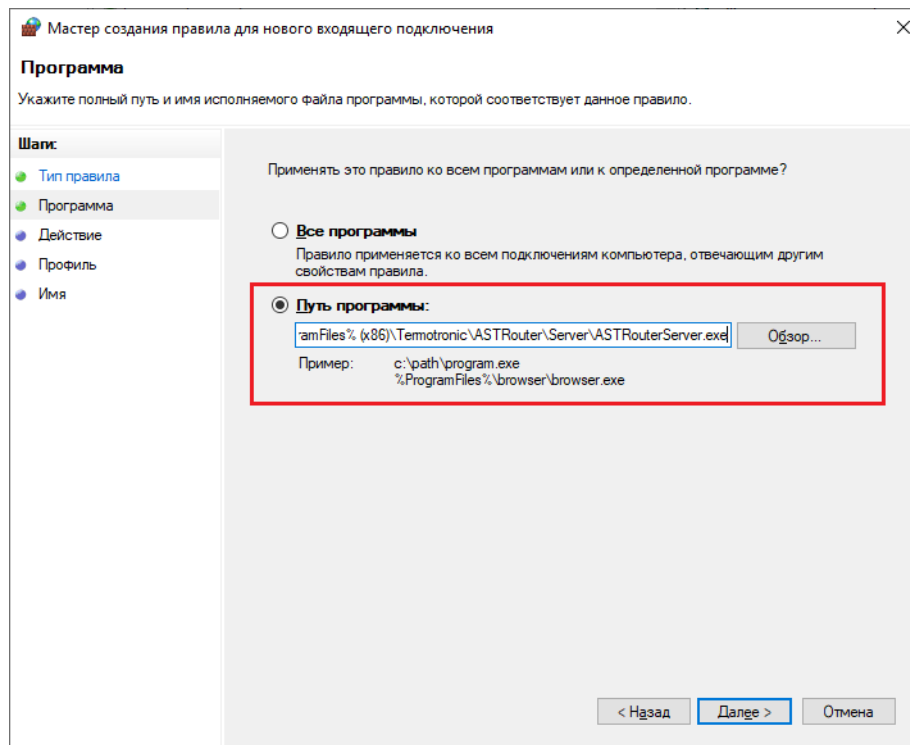 Мастер создания правила для нового входящего подключения
Программа
Укажите полный путь и имя исполняемого файла программы, которой соответствует данное правило.
Шаги:
Тип правила
Программа
Действие
Профиль
Имя
Применять это правило ко всем программам или к определенной программе?
Все программы
Правило применяется ко всем подключениям компьютера, отвечающим другим
свойствам правила.
Путь программы:
ramFiles% (x86)\Termotronic\ASTRouter\Server\ASTRouterServer.exe
Обзор...
Пример: c:\path\program.exe
%ProgramFiles%\browser\browser.exe
< Назад
Далее >
Отмена